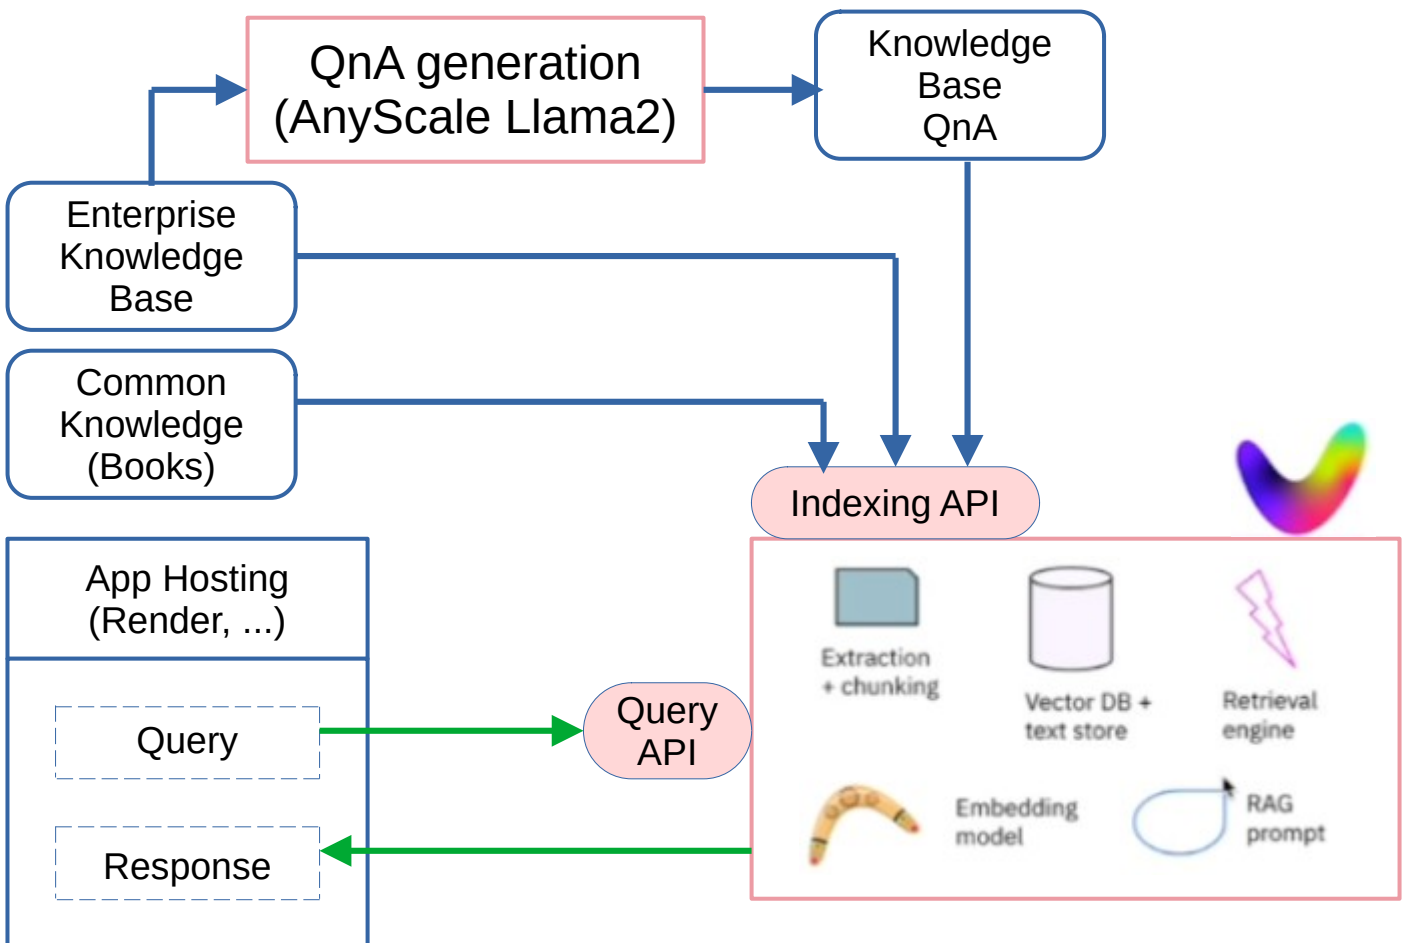 QnA generation
(AnyScale Llama2)
Knowledge
Base
QnA
Enterprise
Knowledge
Base
Common
Knowledge
(Books)
Indexing API
App Hosting
(Render, ...)
Query
Response
Query
API
Extraction
+ chunking
Vector DB +
text store
Retrieval
engine
Embedding
model
RAG
prompt